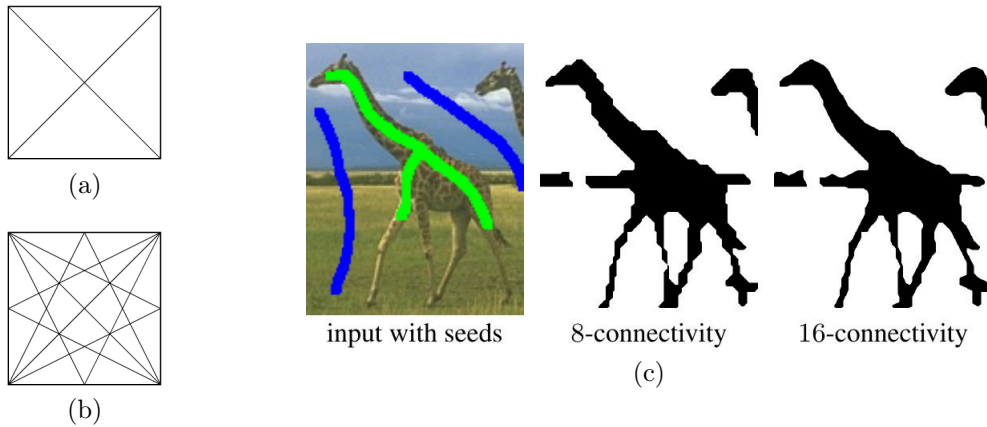 (a)
(b)
input with seeds
8-connectivity
16-connectivity
(c)